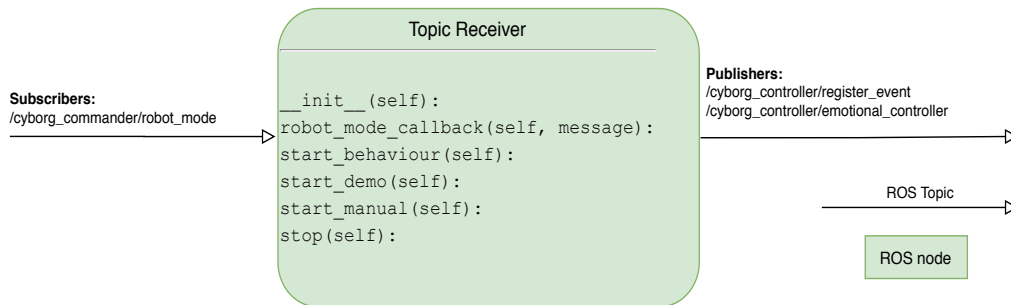 Topic Receiver
Subscribers:
/cyborg_commander/robot_mode
__init__(self):
robot_mode_callback(self, message):
start_behaviour(self):
start_demo(self):
start_manual(self):
stop(self):
Publishers:
/cyborg_controller/register_event
/cyborg_controller/emotional_controller
ROS Topic
ROS node